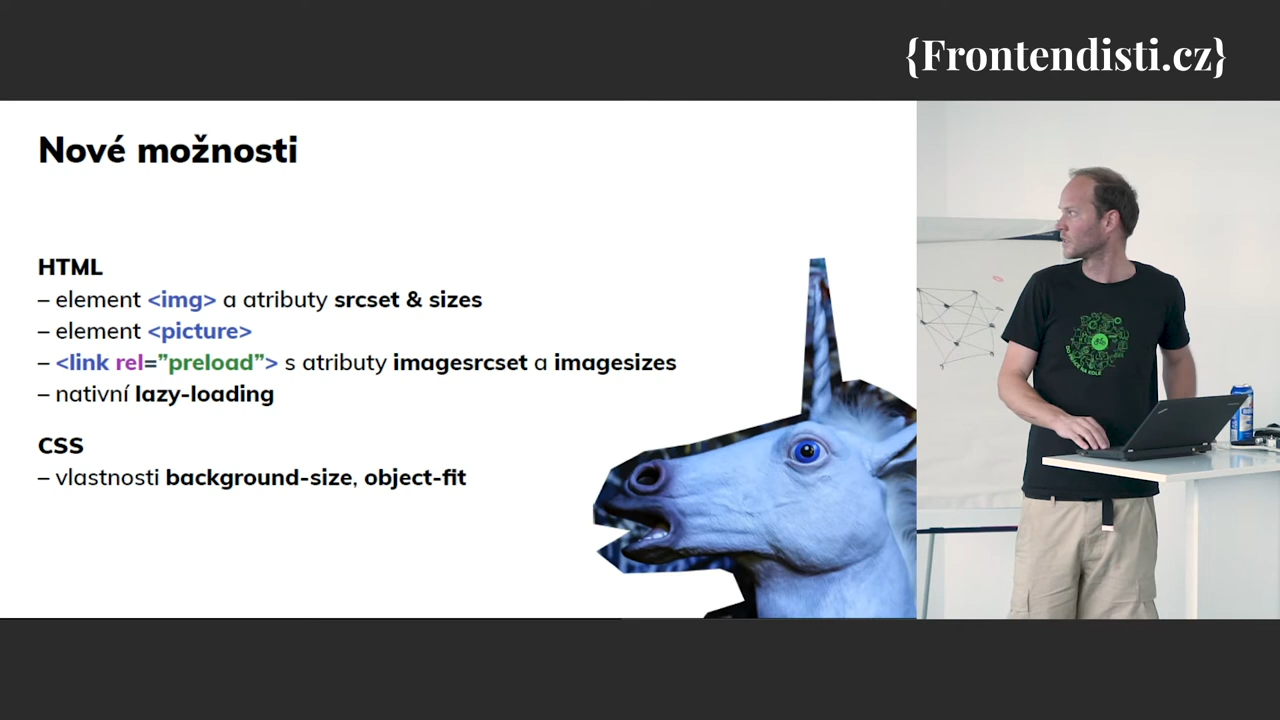 {Frontendisti.cz}
Nové možnosti
HTML
– element <img> a atributy srcset & sizes
– element <picture>
– <link rel=”preload”> s atributy imagesrcset a imagesizes
– nativní lazy-loading
CSS
– vlastnosti background-size, object-fit